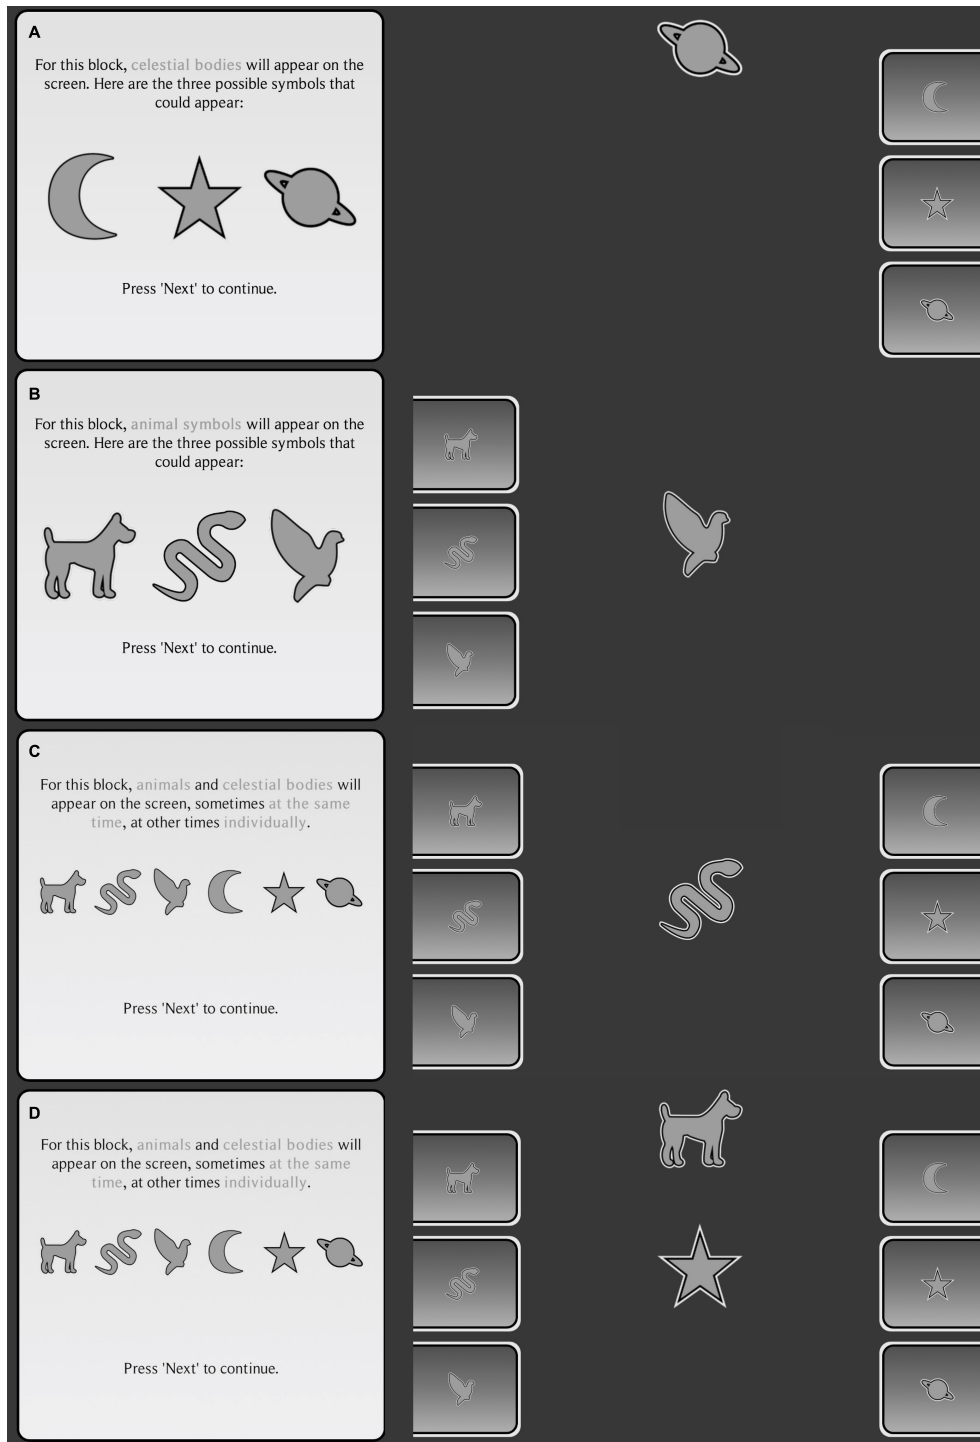 A
For this block, celestial bodies will appear on the
screen. Here are the three possible symbols that
could appear:
Press 'Next' to continue.
B
For this block, animal symbols will appear on the
screen. Here are the three possible symbols that
could appear:
Press 'Next' to continue.
C
For this block, animals and celestial bodies will
appear on the screen, sometimes at the same
time, at other times individually.
Press 'Next' to continue.
D
For this block, animals and celestial bodies will
appear on the screen, sometimes at the same
time, at other times individually.
Press 'Next' to continue.